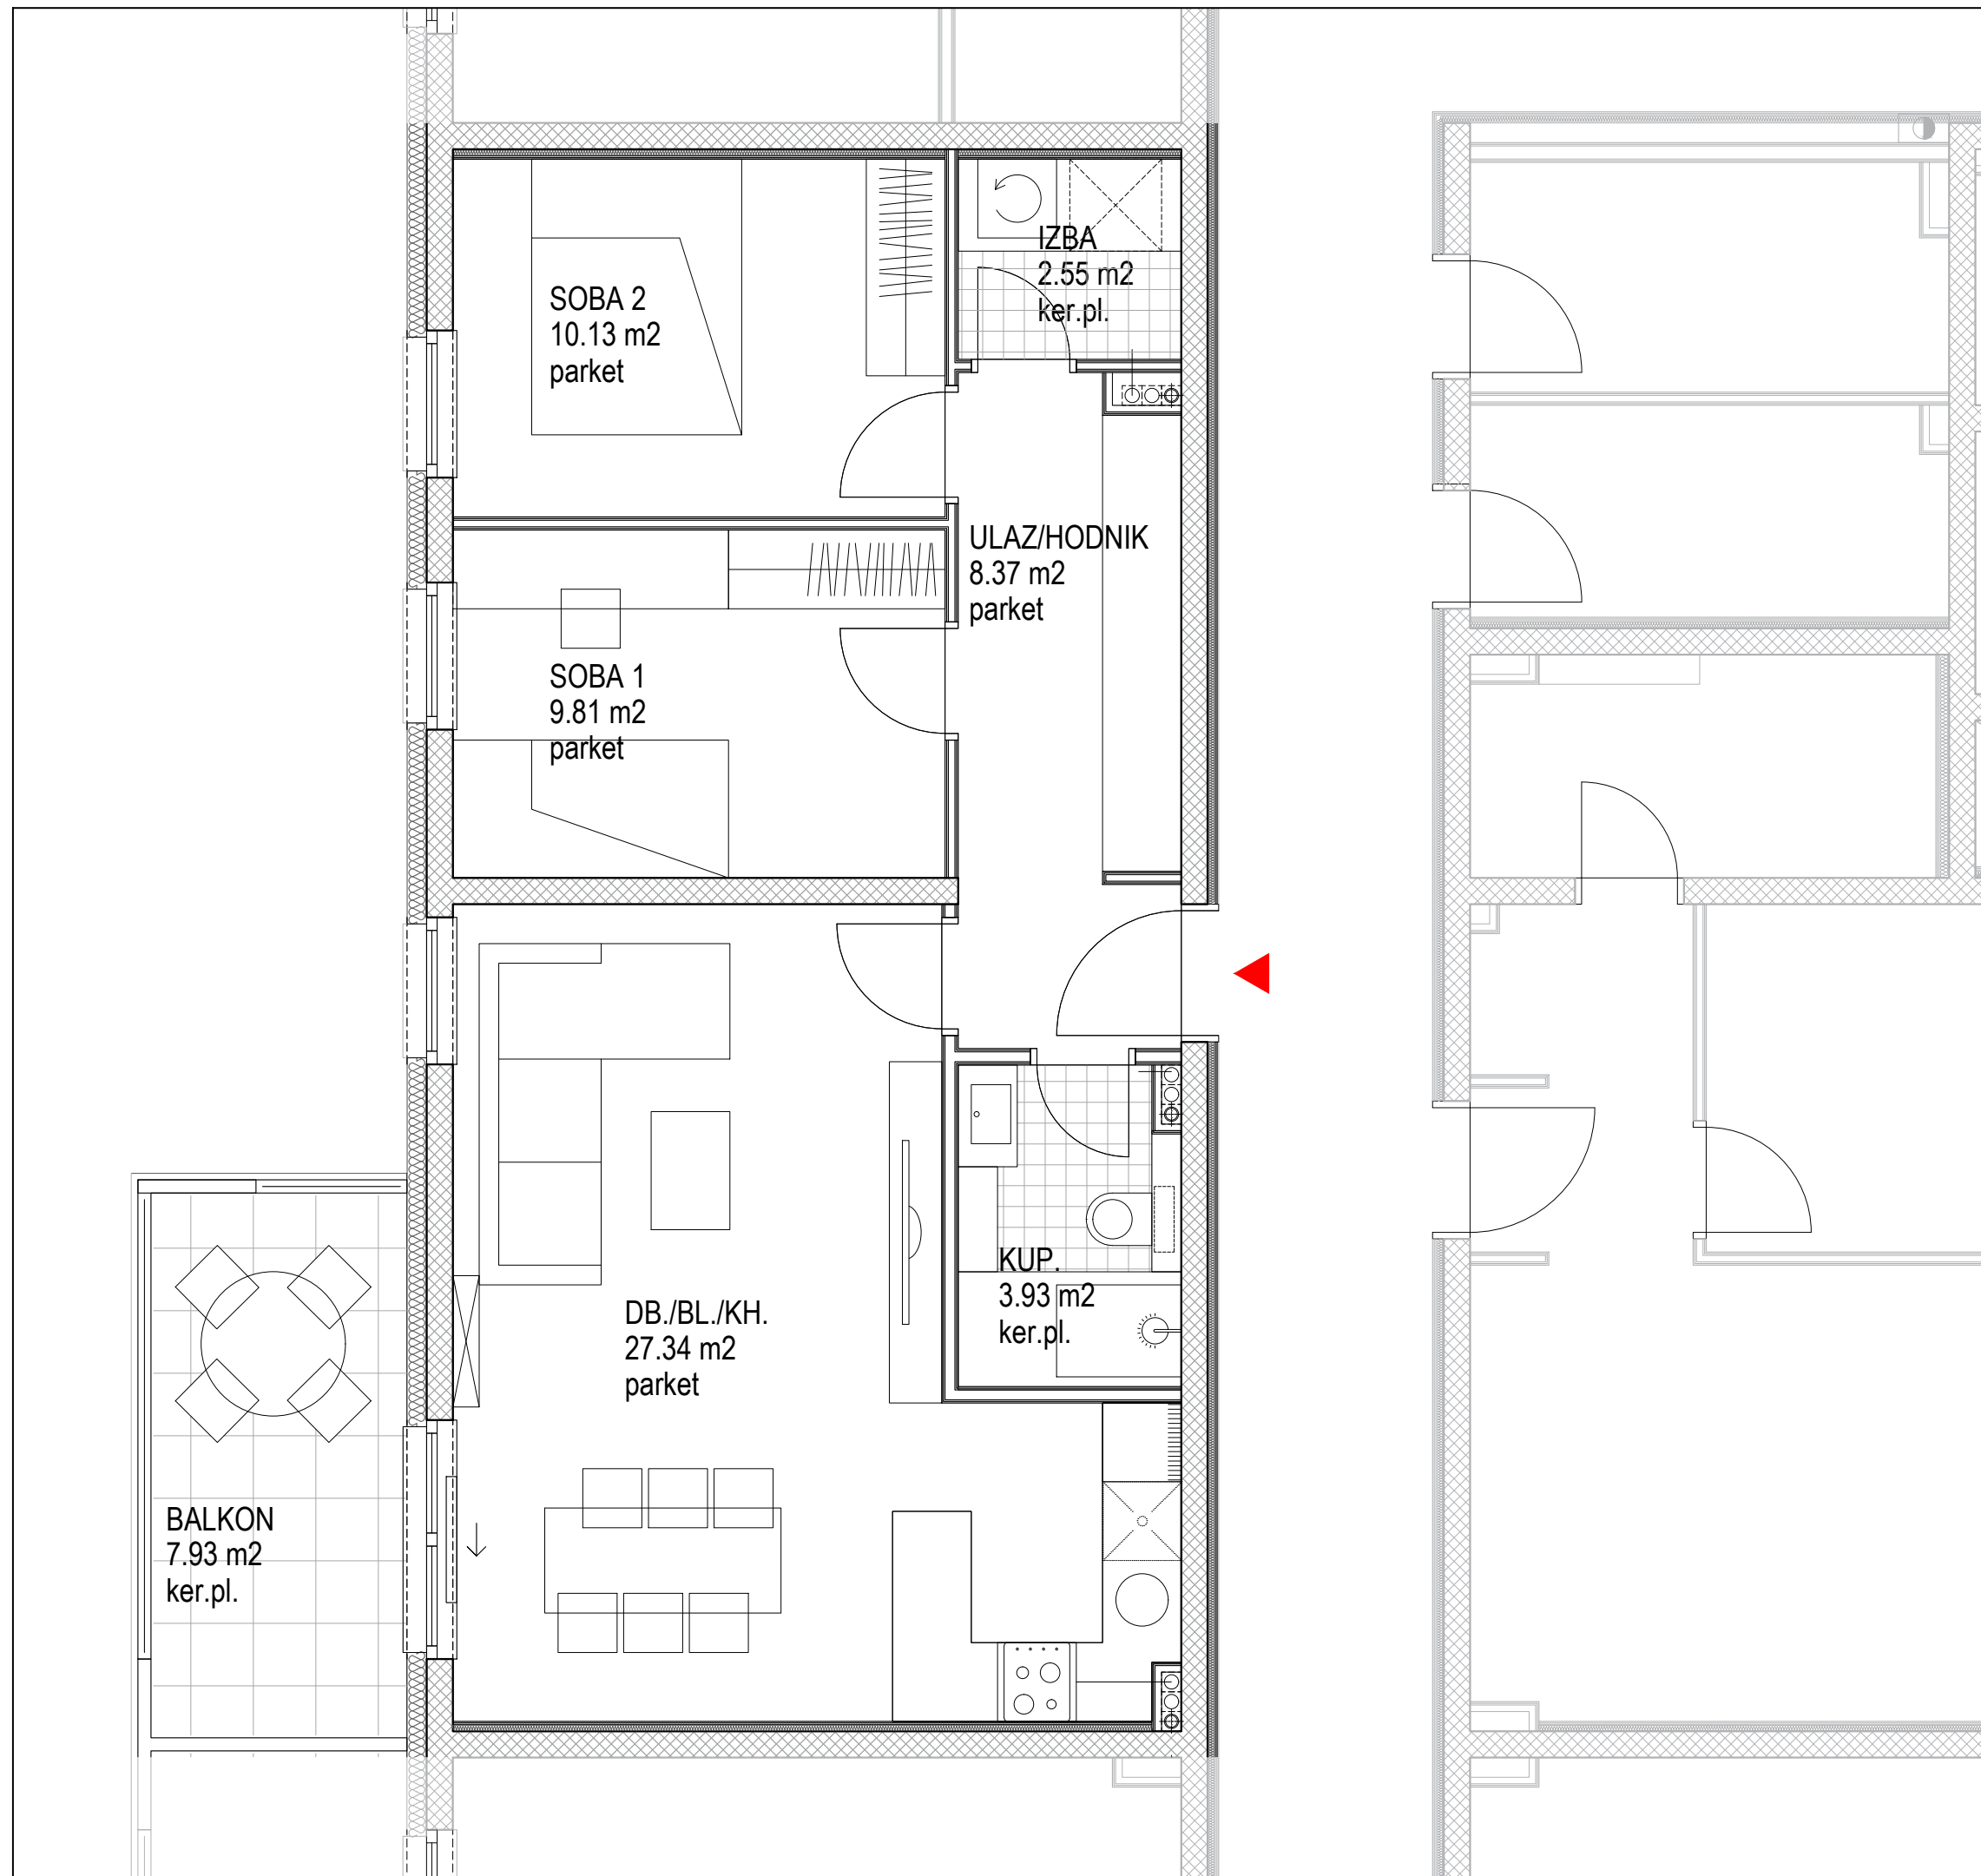 IZBA
2.55 m2
ker.pl.
SOBA 2
10.13 m2
parket
ULAZ/HODNIK
8.37 m2
parket
SOBA 1
9.81 m2
parket
KUP.
3.93 m2
ker.pl.
DB./BL./KH.
27.34 m2
parket
BALKON
7.93 m2
ker.pl.